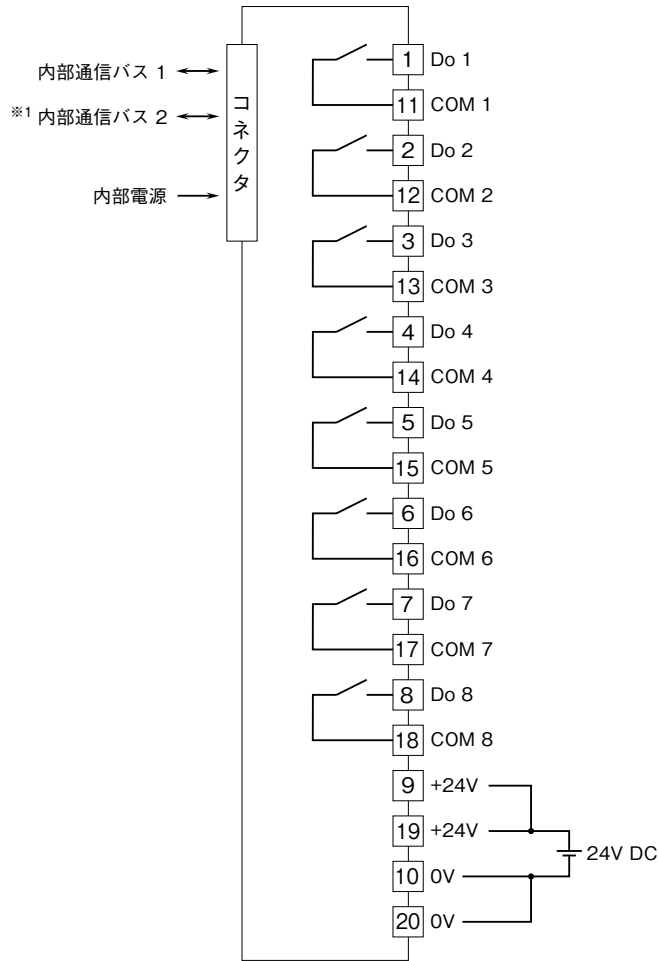 内部通信バス 1
※1 内部通信バス 2
内部電源
コネクタ
1 Do 1
11 COM 1
2 Do 2
12 COM 2
3 Do 3
13 COM 3
4 Do 4
14 COM 4
5 Do 5
15 COM 5
6 Do 6
16 COM 6
7 Do 7
17 COM 7
8 Do 8
18 COM 8
9 +24V
19 +24V
24V DC
10 0V
20 0V